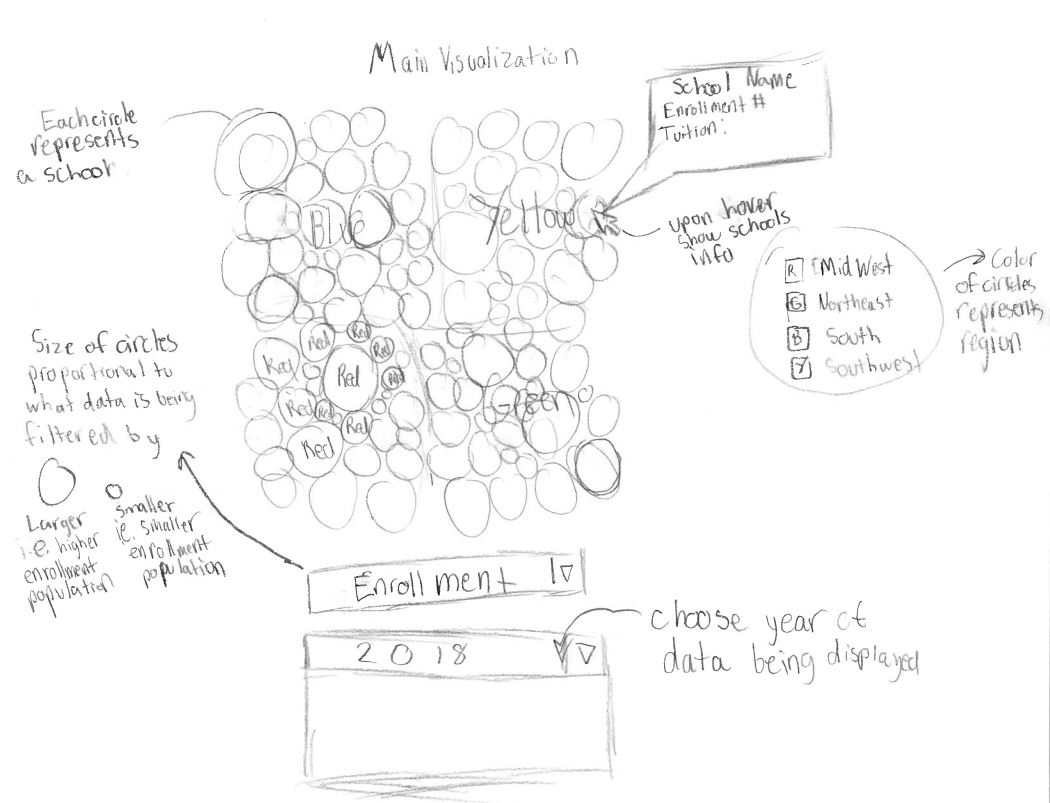 Main Visualization
Each circle
represents
a school
School Name
Enrollment #
Tuition:
Blue
Yellow
upon hover
show schools
info
R MidWest
G Northeast
B South
Y Southwest
Color
of circles
represents
region
Size of circles
proportional to
what data is being
filtered by
Red
Red
Red
Red
Red
Red
Red
Red
Red
Red
Green
Larger
i.e. higher
enrollment
population
smaller
ie. smaller
enrollment
population
Enrollment
2018
choose year of
data being displayed